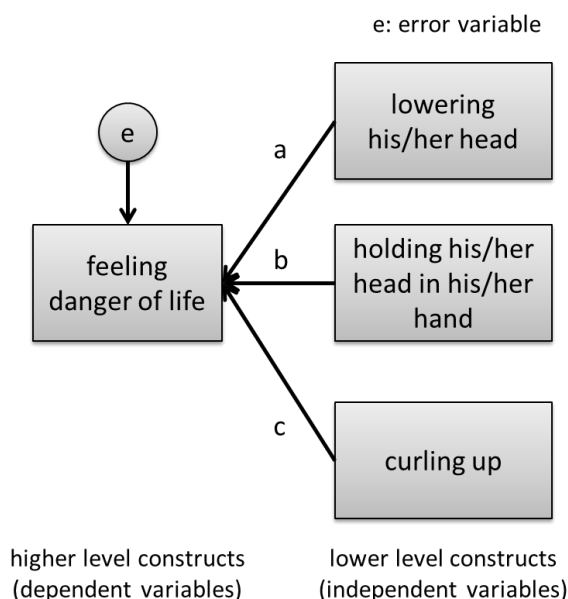 e: error variable
lowering
his/her head
e
a
feeling
danger of life
b
holding his/her
head in his/her
hand
c
curling up
higher level constructs
(dependent variables)
lower level constructs
(independent variables)